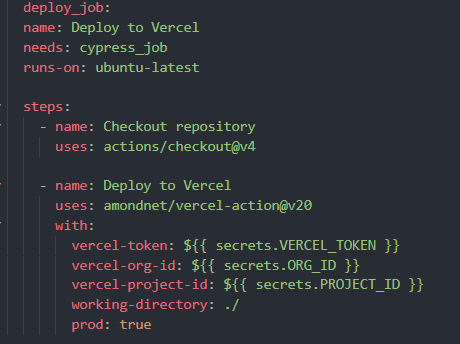 deploy_job:
name: Deploy to Vercel
needs: cypress_job
runs-on: ubuntu-latest
steps:
- name: Checkout repository
uses: actions/checkout@v4
- name: Deploy to Vercel
uses: amondnet/vercel-action@v20
with:
vercel-token: ${{ secrets.VERCEL_TOKEN }}
vercel-org-id: ${{ secrets.ORG_ID }}
vercel-project-id: ${{ secrets.PROJECT_ID }}
working-directory: ./
prod: true